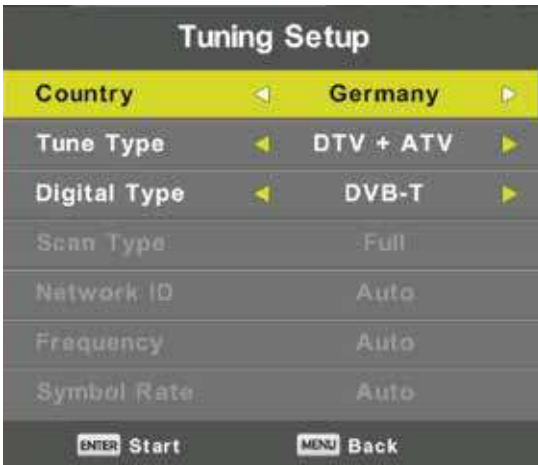 Tuning Setup
Country Germany
Tune Type DTV + ATV
Digital Type DVB-T
Scan Type Full
Network ID Auto
Frequency Auto
Symbol Rate Auto
ENTER Start MENU Back